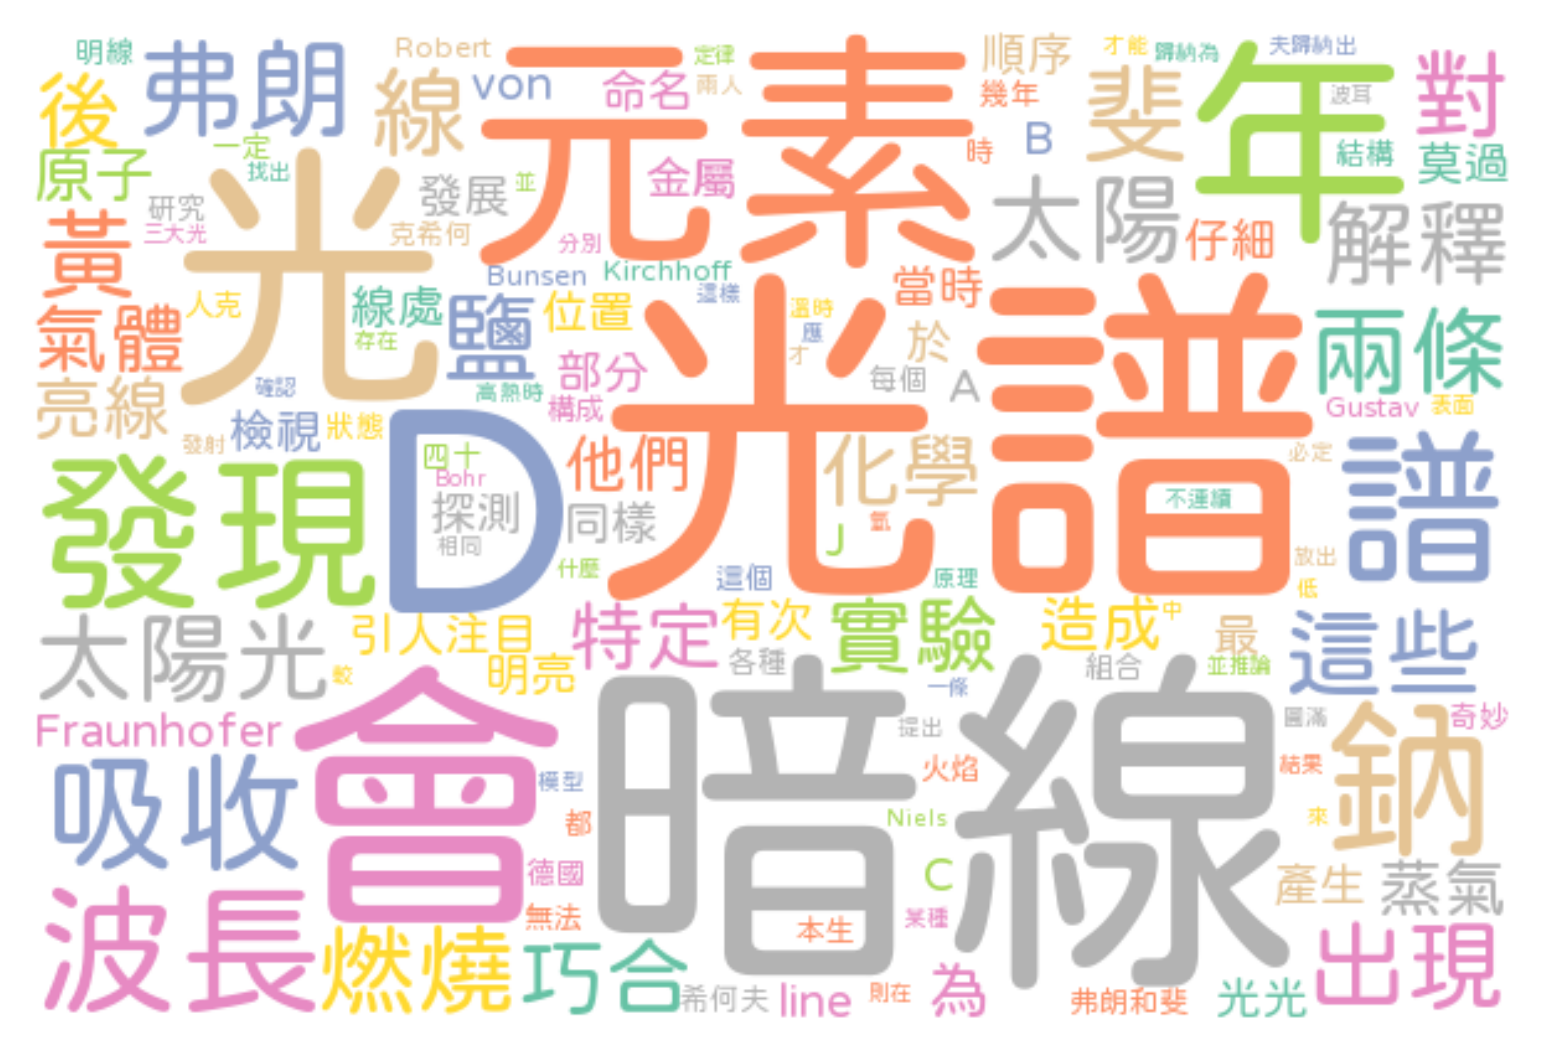 明線
弗朗
Robert
元素
定律
順序
才能
歸納為
夫歸納出
年
對
後
線
von
命名
兩人
幾年
斐
波耳
B
時
結構
莫過
原子
一定
找出
光
發展
並
金屬
太陽
仔細
解釋
研究
三大光
克希何
分別
黃
Bunsen
Kirchhoff
這樣
當時
人克
線處
鹽
位置
溫時
應
才
於
氣體
存在
兩條
部分
光譜
每個
A
亮線
確認
高熱時
構成
Gustav
表面
發射
檢視
狀態
D
四十
Bohr
他們
化學
必定
譜
發現
探測
同樣
相同
J
氫
不連續
什麼
這個
原理
放出
低
太陽光
引人注目
特定
有次
實驗
造成
中
最
這些
較
明亮
各種
組合
並推論
一條
暗線
Fraunhofer
會
提出
圓滿
奇妙
鈉
吸收
模型
火焰
結果
都
Niels
來
德國
C
產生
蒸氣
波長
無法
本生
某種
燃燒
巧合
出現
希何夫
line
則在
為
弗朗和斐
光光